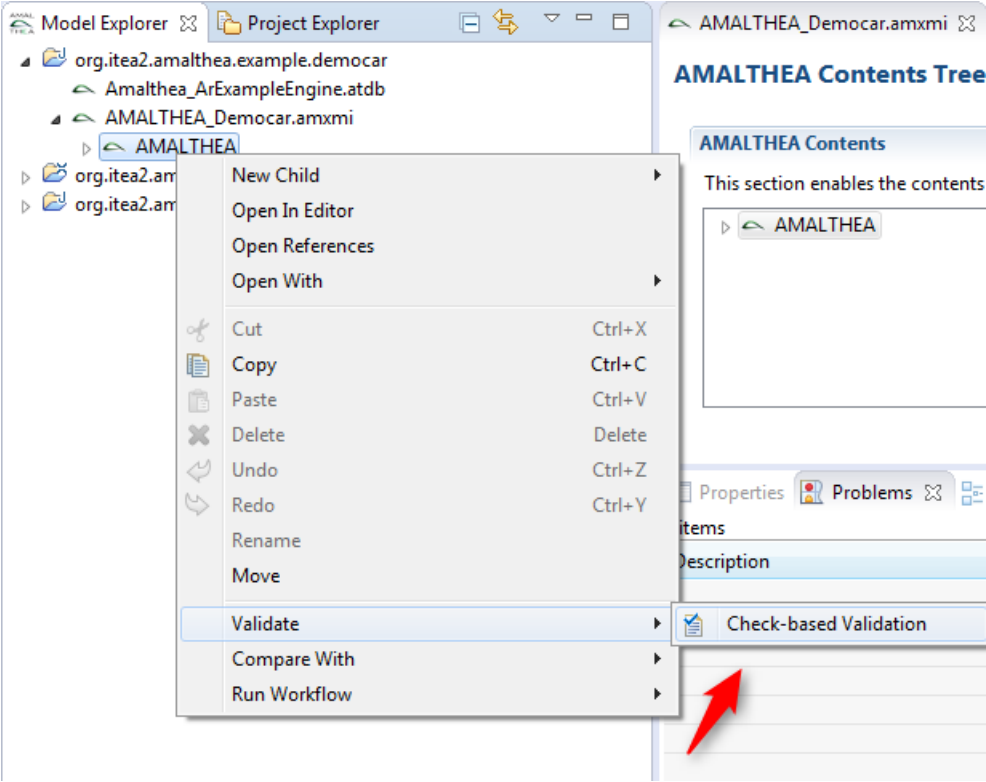 Model Explorer
Project Explorer
org.itea2.amalthea.example.democar
Amalthea_ArExampleEngine.atdb
AMALTHEA_Democar.amxmi
AMALTHEA
org.itea2.am
org.itea2.am
New Child
Open In Editor
Open References
Open With
Cut Ctrl+X
Copy Ctrl+C
Paste Ctrl+V
Delete Delete
Undo Ctrl+Z
Redo Ctrl+Y
Rename
Move
Validate
Compare With
Run Workflow
Check-based Validation
AMALTHEA_Democar.amxmi
AMALTHEA Contents Tree
AMALTHEA Contents
This section enables the contents
AMALTHEA
Properties
Problems
items
Description